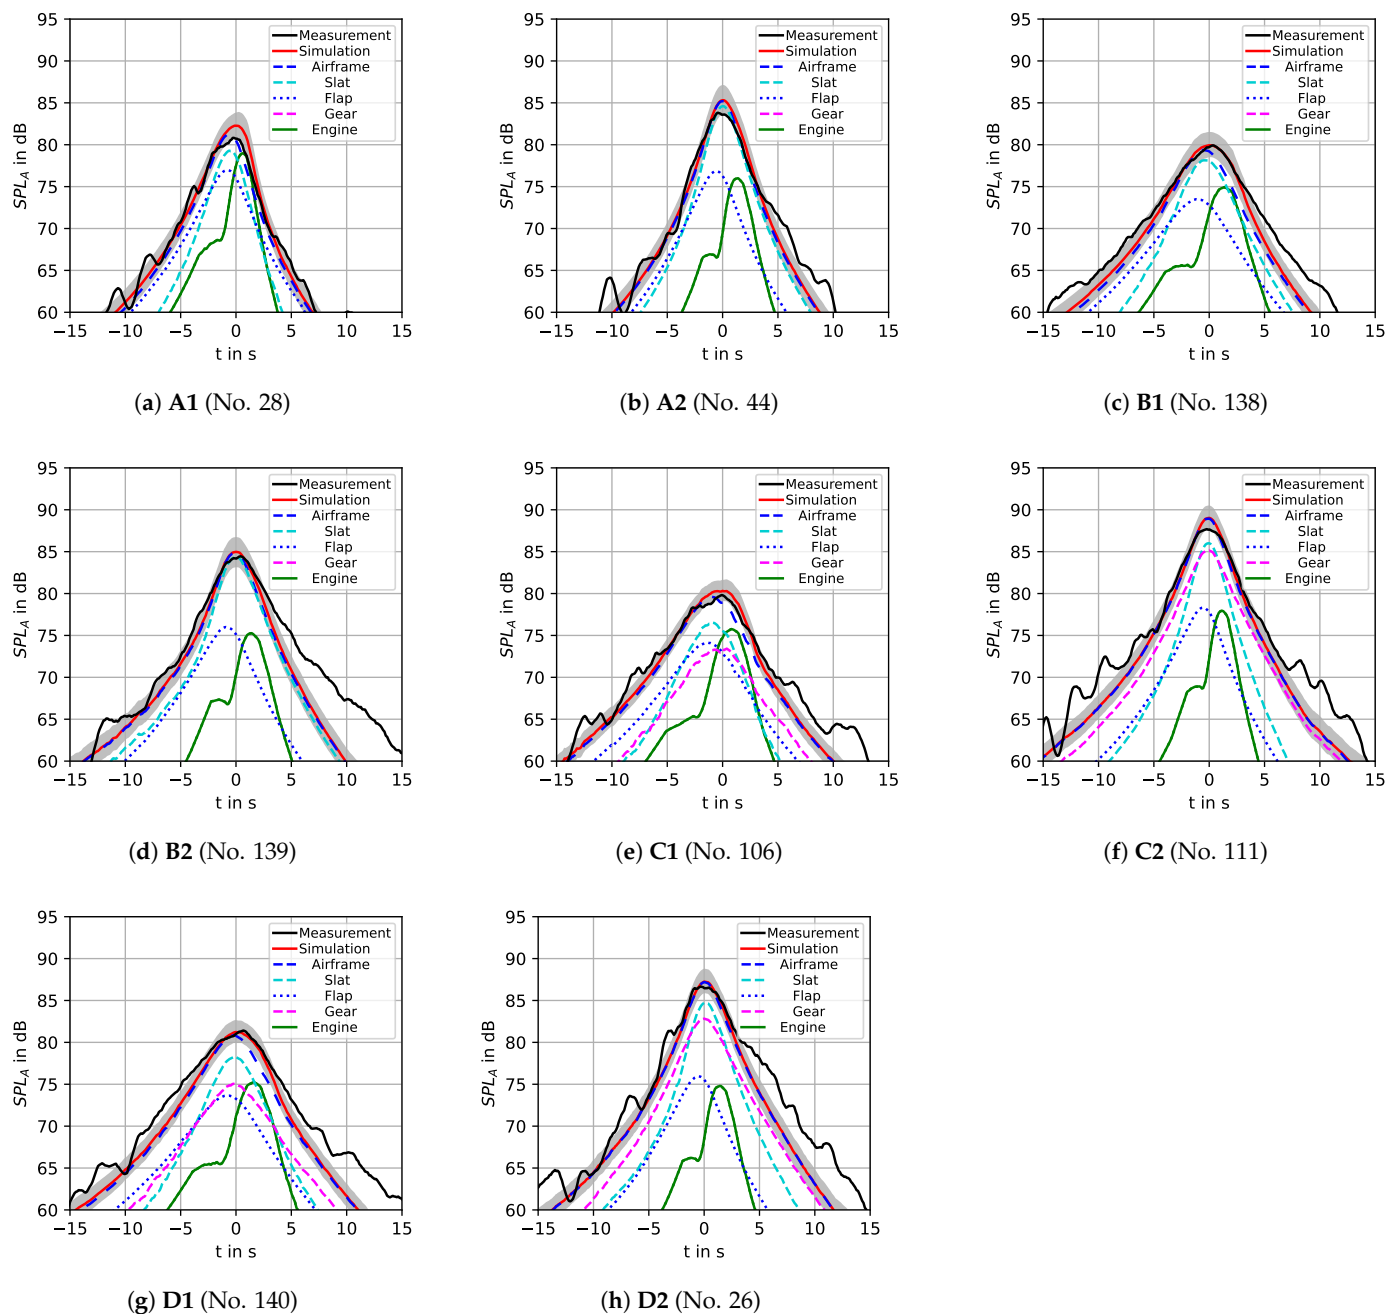 95
90
85
80
75
70
65
60
SPL_A in dB
Measurement
Simulation
Airframe
Slat
Flap
Gear
Engine
−15 −10 −5 0 5 10 15
t in s
(a) A1 (No. 28)
95
90
85
80
75
70
65
60
SPL_A in dB
Measurement
Simulation
Airframe
Slat
Flap
Gear
Engine
−15 −10 −5 0 5 10 15
t in s
(b) A2 (No. 44)
95
90
85
80
75
70
65
60
SPL_A in dB
Measurement
Simulation
Airframe
Slat
Flap
Gear
Engine
−15 −10 −5 0 5 10 15
t in s
(c) B1 (No. 138)
95
90
85
80
75
70
65
60
SPL_A in dB
Measurement
Simulation
Airframe
Slat
Flap
Gear
Engine
−15 −10 −5 0 5 10 15
t in s
(d) B2 (No. 139)
95
90
85
80
75
70
65
60
SPL_A in dB
Measurement
Simulation
Airframe
Slat
Flap
Gear
Engine
−15 −10 −5 0 5 10 15
t in s
(e) C1 (No. 106)
95
90
85
80
75
70
65
60
SPL_A in dB
Measurement
Simulation
Airframe
Slat
Flap
Gear
Engine
−15 −10 −5 0 5 10 15
t in s
(f) C2 (No. 111)
95
90
85
80
75
70
65
60
SPL_A in dB
Measurement
Simulation
Airframe
Slat
Flap
Gear
Engine
−15 −10 −5 0 5 10 15
t in s
(g) D1 (No. 140)
95
90
85
80
75
70
65
60
SPL_A in dB
Measurement
Simulation
Airframe
Slat
Flap
Gear
Engine
−15 −10 −5 0 5 10 15
t in s
(h) D2 (No. 26)